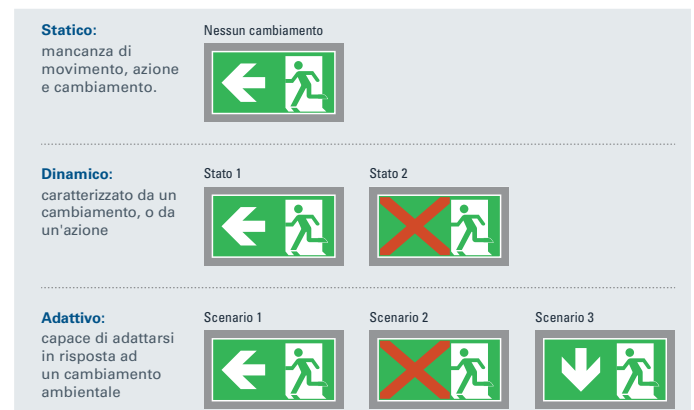 Statico:
Nessun cambiamento
mancanza di
movimento, azione
e cambiamento.
Dinamico:
Stato 1
Stato 2
caratterizzato da un
cambiamento, o da
un'azione
Adattivo:
Scenario 1
Scenario 2
Scenario 3
capace di adattarsi
in risposta ad
un cambiamento
ambientale